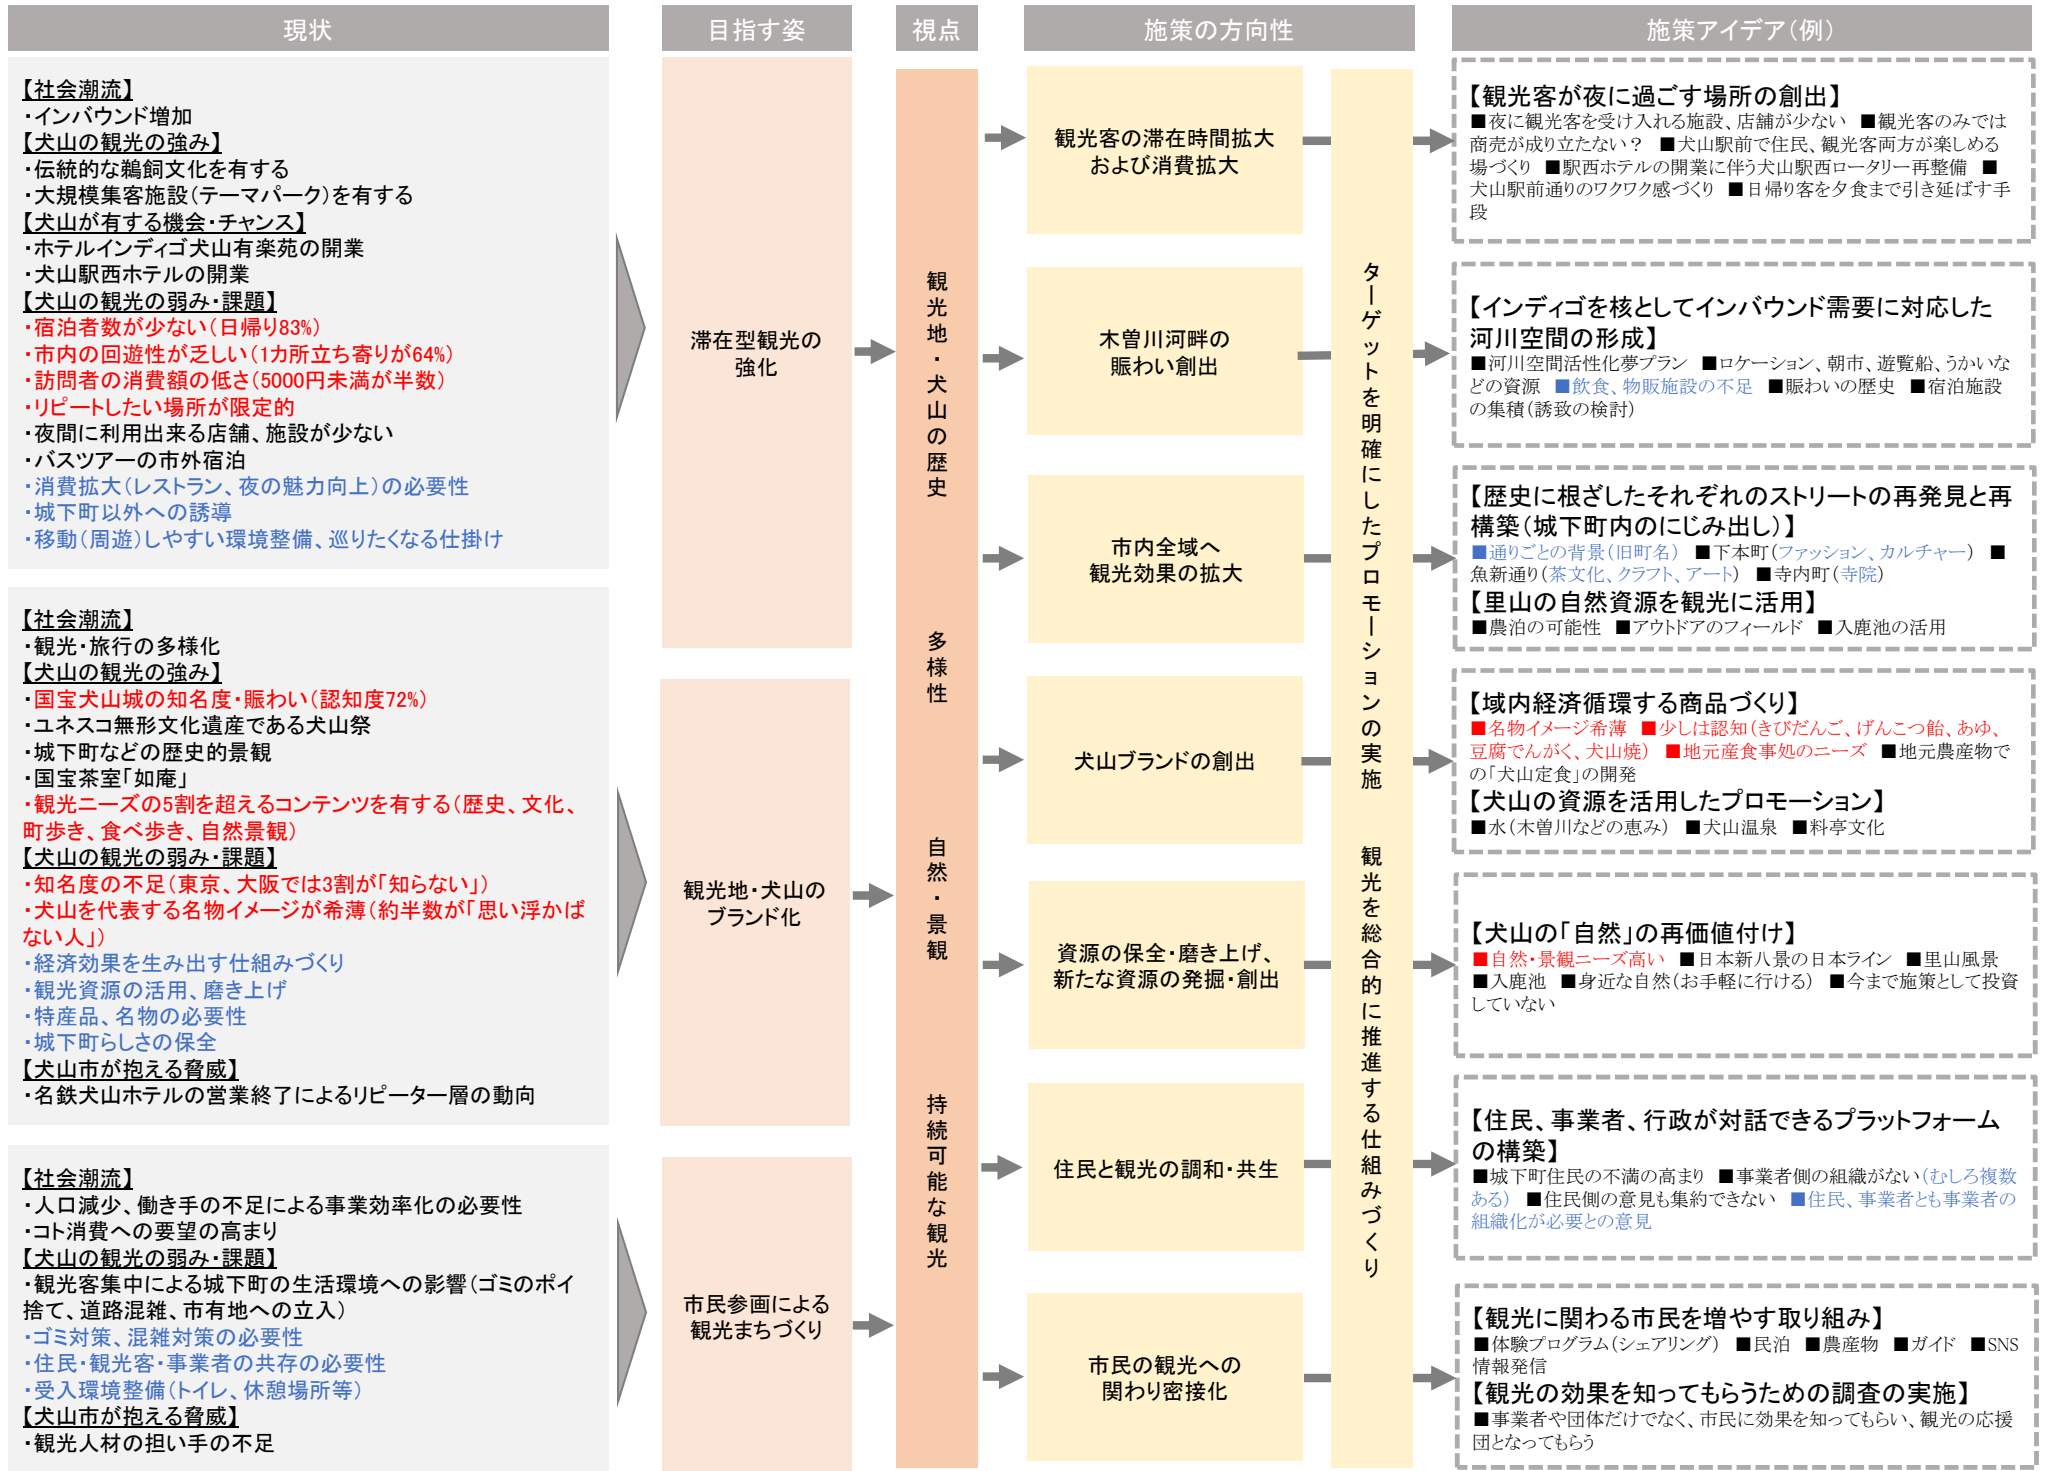 現状
目指す姿
視点
施策の方向性
施策アイデア(例)
【社会潮流】
・インバウンド増加
【犬山の観光の強み】
・伝統的な鵜飼文化を有する
・大規模集客施設(テーマパーク)を有する
【犬山が有する機会・チャンス】
・ホテルインディゴ犬山有楽苑の開業
・犬山駅西ホテルの開業
【犬山の観光の弱み・課題】
・宿泊者数が少ない(日帰り83%)
・市内の回遊性が乏しい(1カ所立ち寄りが64%)
・訪問者の消費額の低さ(5000円未満が半数)
・リピートしたい場所が限定的
・夜間に利用出来る店舗、施設が少ない
・バスツアーの市外宿泊
・消費拡大(レストラン、夜の魅力向上)の必要性
・城下町以外への誘導
・移動(周遊)しやすい環境整備、巡りたくなる仕掛け
【社会潮流】
・観光・旅行の多様化
【犬山の観光の強み】
・国宝犬山城の知名度・賑わい(認知度72%)
・ユネスコ無形文化遺産である犬山祭
・城下町などの歴史的景観
・国宝茶室「如庵」
・観光ニーズの5割を超えるコンテンツを有する(歴史、文化、
町歩き、食べ歩き、自然景観)
【犬山の観光の弱み・課題】
・知名度の不足(東京、大阪では3割が「知らない」)
・犬山を代表する名物イメージが希薄(約半数が「思い浮かば
ない人」)
・経済効果を生み出す仕組みづくり
・観光資源の活用、磨き上げ
・特産品、名物の必要性
・城下町らしさの保全
【犬山市が抱える脅威】
・名鉄犬山ホテルの営業終了によるリピーター層の動向
【社会潮流】
・人口減少、働き手の不足による事業効率化の必要性
・コト消費への要望の高まり
【犬山の観光の弱み・課題】
・観光客集中による城下町の生活環境への影響(ゴミのポイ
捨て、道路混雑、市有地への立入)
・ゴミ対策、混雑対策の必要性
・住民・観光客・事業者の共存の必要性
・受入環境整備(トイレ、休憩場所等)
【犬山市が抱える脅威】
・観光人材の担い手の不足
滞在型観光の
強化
観光地・犬山の
ブランド化
市民参画による
観光まちづくり
観光地・犬山の歴史
多様性
自然・景観
持続可能な観光
観光客の滞在時間拡大
および消費拡大
木曽川河畔の
賑わい創出
市内全域へ
観光効果の拡大
犬山ブランドの創出
資源の保全・磨き上げ、
新たな資源の発掘・創出
住民と観光の調和・共生
市民の観光への
関わり密接化
ターゲットを明確にしたプロモーションの実施
観光を総合的に推進する仕組みづくり
【観光客が夜に過ごす場所の創出】
■夜に観光客を受け入れる施設、店舗が少ない ■観光客のみでは
商売が成り立たない? ■犬山駅前で住民、観光客両方が楽しめる
場づくり ■駅西ホテルの開業に伴う犬山駅西ロータリー再整備 ■
犬山駅前通りのワクワク感づくり ■日帰り客を夕食まで引き延ばす手
段
【インディゴを核としてインバウンド需要に対応した
河川空間の形成】
■河川空間活性化夢プラン ■ロケーション、朝市、遊覧船、うかいな
どの資源 ■飲食、物販施設の不足 ■賑わいの歴史 ■宿泊施設
の集積(誘致の検討)
【歴史に根ざしたそれぞれのストリートの再発見と再
構築(城下町内のにじみ出し)】
■通りごとの背景(旧町名) ■下本町(ファッション、カルチャー) ■
魚新通り(茶文化、クラフト、アート) ■寺内町(寺院)
【里山の自然資源を観光に活用】
■農泊の可能性 ■アウトドアのフィールド ■入鹿池の活用
【域内経済循環する商品づくり】
■名物イメージ希薄 ■少しは認知(きびだんご、げんこつ飴、あゆ、
豆腐でんがく、犬山焼) ■地元産食事処のニーズ ■地元農産物で
の「犬山定食」の開発
【犬山の資源を活用したプロモーション】
■水(木曽川などの恵み) ■犬山温泉 ■料亭文化
【犬山の「自然」の再価値付け】
■自然・景観ニーズ高い ■日本新八景の日本ライン ■里山風景
■入鹿池 ■身近な自然(お手軽に行ける) ■今まで施策として投資
していない
【住民、事業者、行政が対話できるプラットフォーム
の構築】
■城下町住民の不満の高まり ■事業者側の組織がない(むしろ複数
ある) ■住民側の意見も集約できない ■住民、事業者とも事業者の
組織化が必要との意見
【観光に関わる市民を増やす取り組み】
■体験プログラム(シェアリング) ■民泊 ■農産物 ■ガイド ■SNS
情報発信
【観光の効果を知ってもらうための調査の実施】
■事業者や団体だけでなく、市民に効果を知ってもらい、観光の応援
団となってもらう